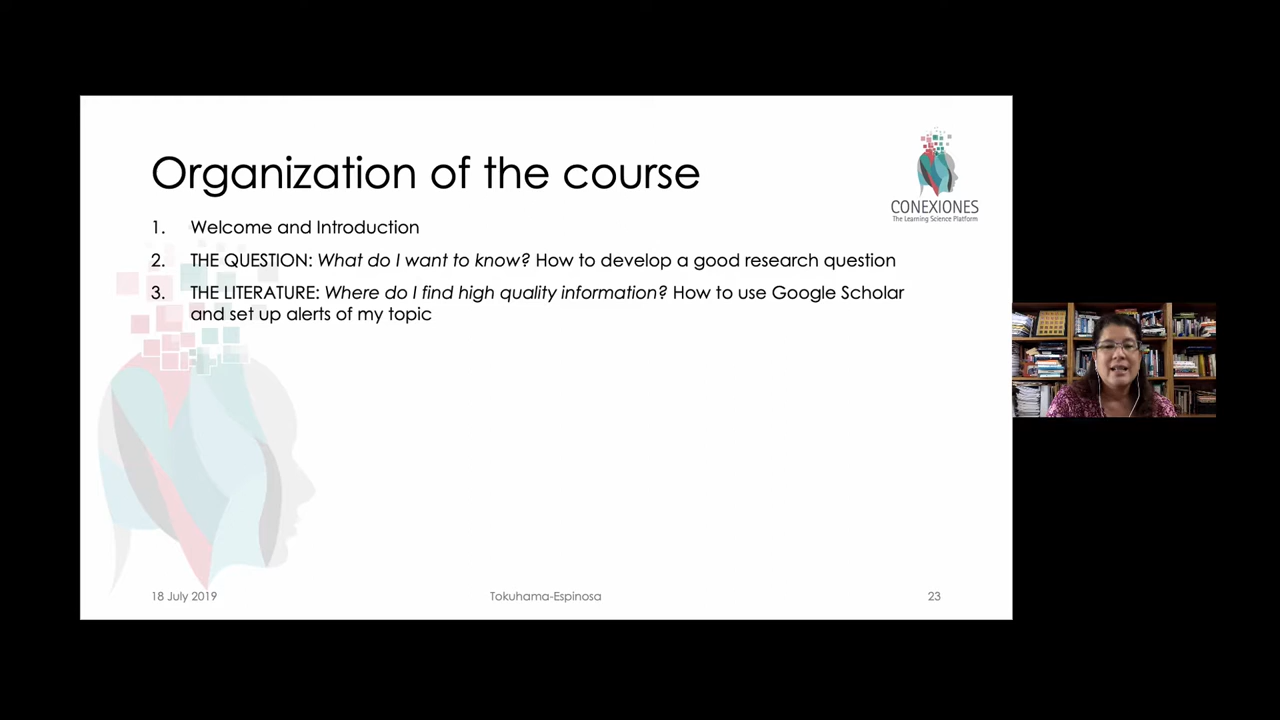 Organization of the course
CONEXIONES
The Learning Science Platform
1. Welcome and Introduction
2. THE QUESTION: What do I want to know? How to develop a good research question
3. THE LITERATURE: Where do I find high quality information? How to use Google Scholar
and set up alerts of my topic
18 July 2019
Tokuhama-Espinosa
23